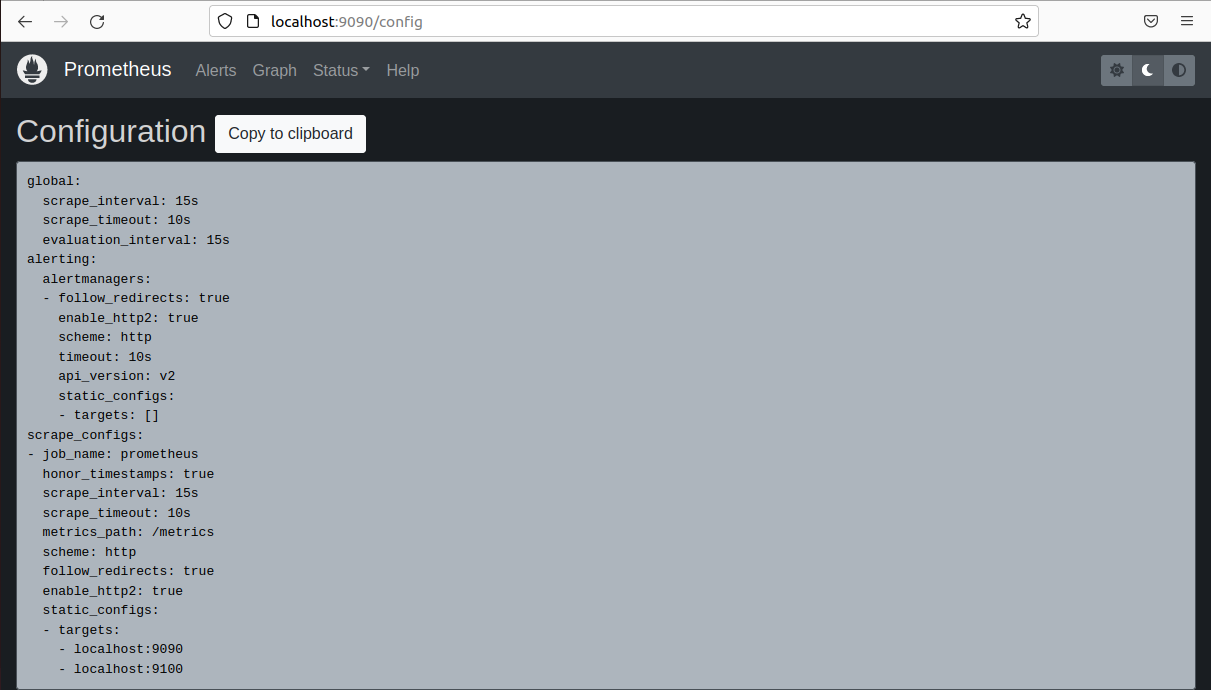 localhost:9090/config
Prometheus Alerts Graph Status Help
Configuration Copy to clipboard
global:
  scrape_interval: 15s
  scrape_timeout: 10s
  evaluation_interval: 15s
alerting:
  alertmanagers:
  - follow_redirects: true
    enable_http2: true
    scheme: http
    timeout: 10s
    api_version: v2
    static_configs:
    - targets: []
scrape_configs:
- job_name: prometheus
  honor_timestamps: true
  scrape_interval: 15s
  scrape_timeout: 10s
  metrics_path: /metrics
  scheme: http
  follow_redirects: true
  enable_http2: true
  static_configs:
  - targets:
    - localhost:9090
    - localhost:9100